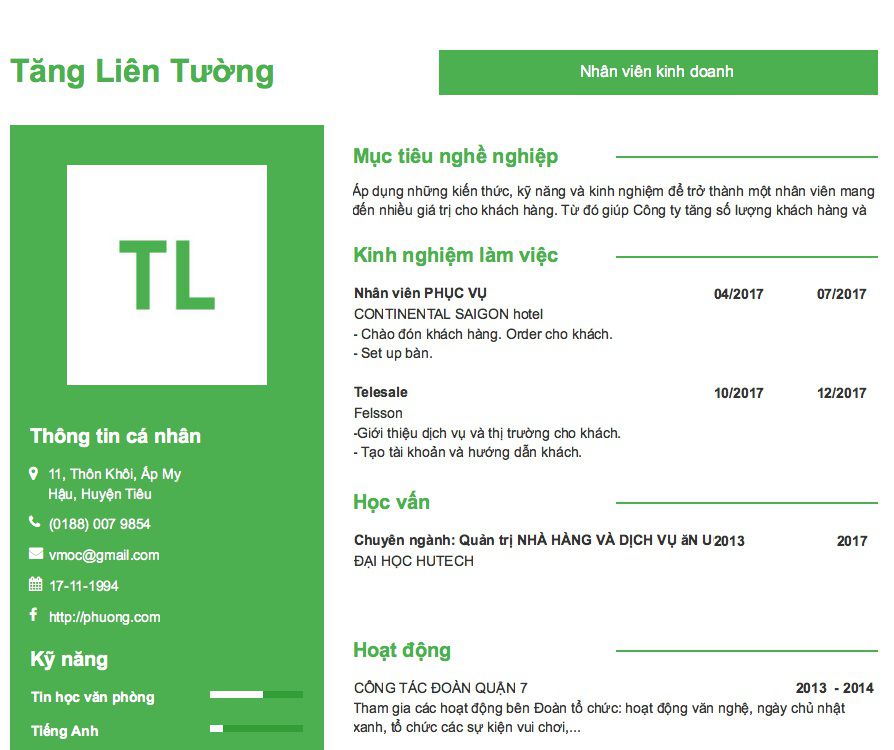 Tăng Liên Tường
Nhân viên kinh doanh
TL
Thông tin cá nhân
11, Thôn Khôi, Ấp My
Hậu, Huyện Tiêu
(0188) 007 9854
vmoc@gmail.com
17-11-1994
http://phuong.com
Kỹ năng
Tin học văn phòng
Tiếng Anh
Mục tiêu nghề nghiệp
Áp dụng những kiến thức, kỹ năng và kinh nghiệm để trở thành một nhân viên mang
đến nhiều giá trị cho khách hàng. Từ đó giúp Công ty tăng số lượng khách hàng và
Kinh nghiệm làm việc
Nhân viên PHỤC VỤ 04/2017 07/2017
CONTINENTAL SAIGON hotel
- Chào đón khách hàng. Order cho khách.
- Set up bàn.
Telesale 10/2017 12/2017
Felsson
-Giới thiệu dịch vụ và thị trường cho khách.
- Tạo tài khoản và hướng dẫn khách.
Học vấn
Chuyên ngành: Quản trị NHÀ HÀNG VÀ DỊCH VỤ ăN U 2013 2017
ĐẠI HỌC HUTECH
Hoạt động
CÔNG TÁC ĐOÀN QUẬN 7 2013 - 2014
Tham gia các hoạt động bên Đoàn tổ chức: hoạt động văn nghệ, ngày chủ nhật
xanh, tổ chức các sự kiện vui chơi,...